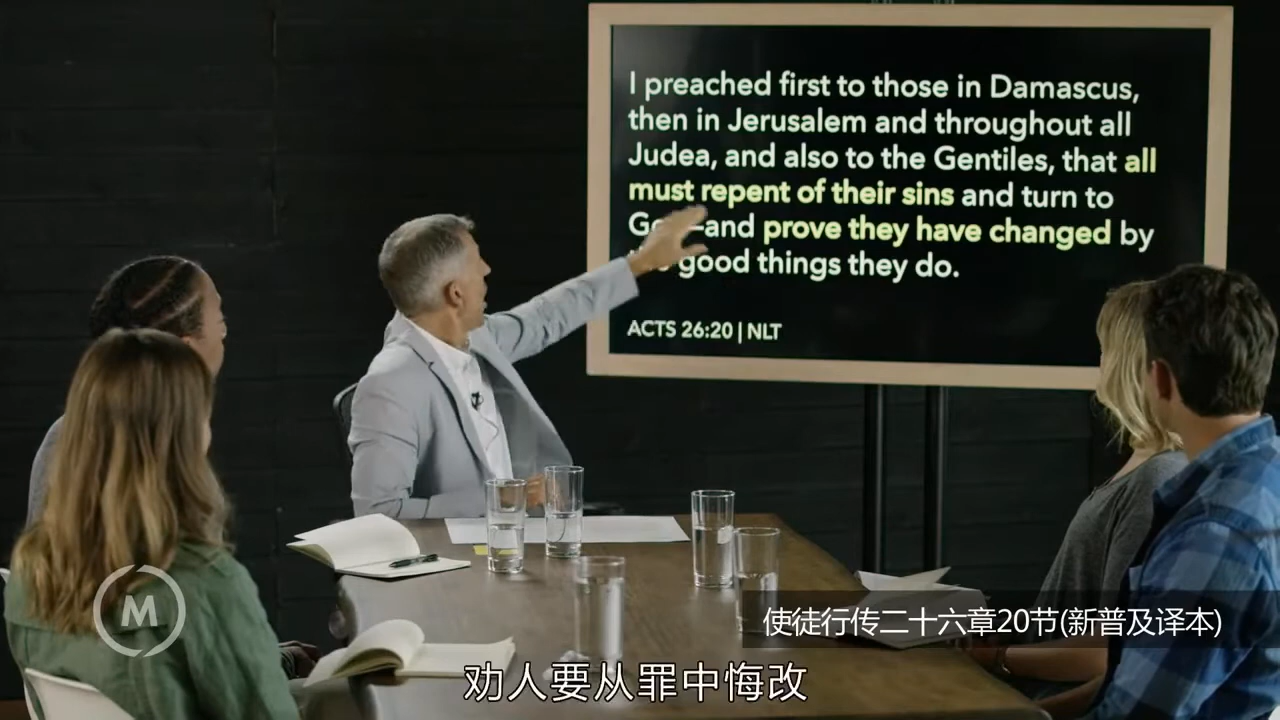 I preached first to those in Damascus,
then in Jerusalem and throughout all
Judea, and also to the Gentiles, that all
must repent of their sins and turn to
and prove they have changed by
good things they do.
ACTS 26:20 | NLT
M
使徒行传二十六章20节(新普及译本)
劝人要从罪中悔改